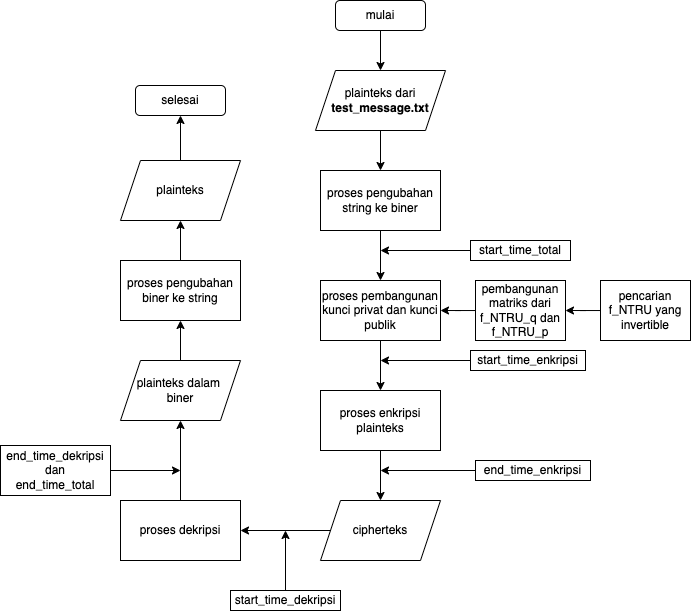 mulai
plainteks dari
test_message.txt
proses pengubahan
string ke biner
start_time_total
proses pembangunan
kunci privat dan kunci
publik
pembangunan
matriks dari
f_NTRU_q dan
f_NTRU_p
pencarian
f_NTRU yang
invertible
start_time_enkripsi
proses enkripsi
plainteks
end_time_enkripsi
cipherteks
start_time_dekripsi
proses dekripsi
end_time_dekripsi
dan
end_time_total
plainteks dalam
biner
proses pengubahan
biner ke string
plainteks
selesai